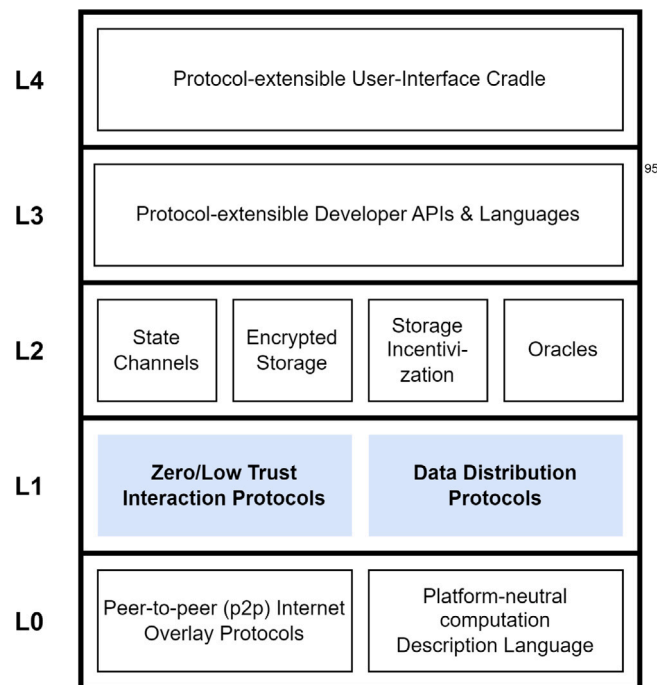 L4
Protocol-extensible User-Interface Cradle
95
L3
Protocol-extensible Developer APIs & Languages
L2
State
Channels
Encrypted
Storage
Storage
Incentivi-
zation
Oracles
L1
Zero/Low Trust
Interaction Protocols
Data Distribution
Protocols
L0
Peer-to-peer (p2p) Internet
Overlay Protocols
Platform-neutral
computation
Description Language